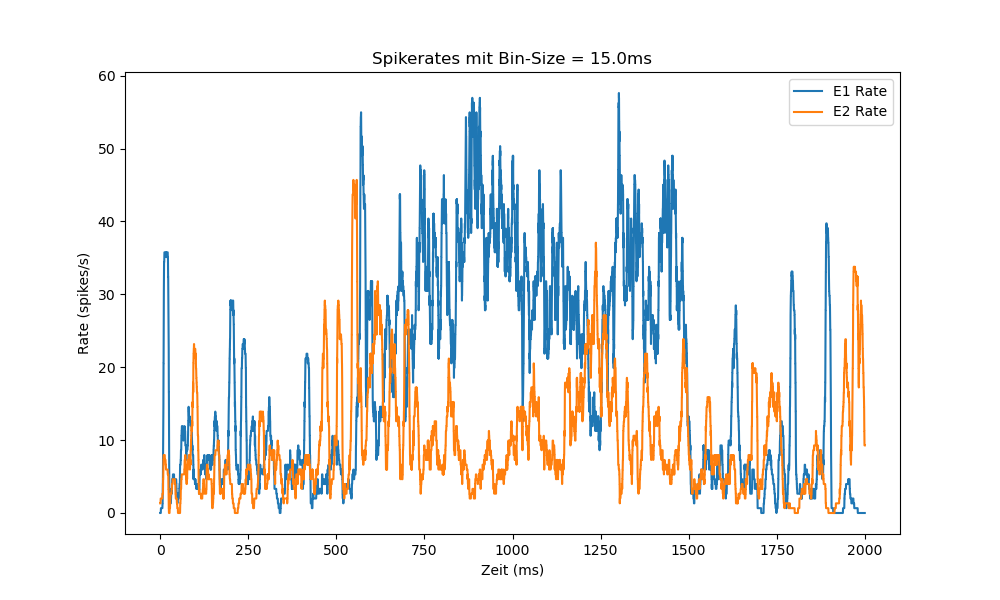 Spikerates mit Bin-Size = 15.0ms
E1 Rate
E2 Rate
60
50
40
30
20
10
0
Rate (spikes/s)
0 250 500 750 1000 1250 1500 1750 2000
Zeit (ms)